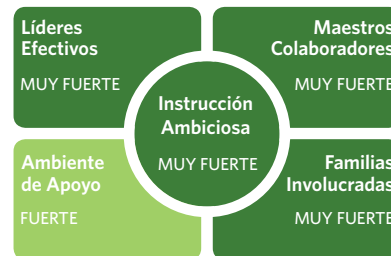 Líderes
Efectivos
MUY FUERTE
Maestros
Colaboradores
MUY FUERTE
Instrucción
Ambiciosa
MUY FUERTE
Ambiente
de Apoyo
FUERTE
Familias
Involucradas
MUY FUERTE